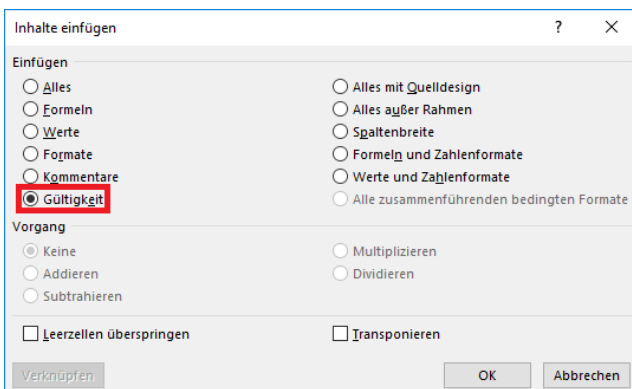 Inhalte einfügen ? ×
Einfügen
Alles
Formeln
Werte
Formate
Kommentare
Gültigkeit
Alles mit Quelldesign
Alles außer Rahmen
Spaltenbreite
Formeln und Zahlenformate
Werte und Zahlenformate
Alle zusammenführenden bedingten Formate
Vorgang
Keine
Addieren
Subtrahieren
Multiplizieren
Dividieren
Leerzellen überspringen
Transponieren
Verknüpfen
OK
Abbrechen